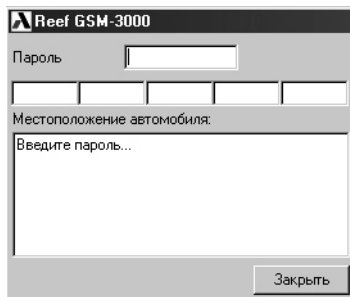 Reef GSM-3000
Пароль
Местоположение автомобиля:
Введите пароль...
Закрыть